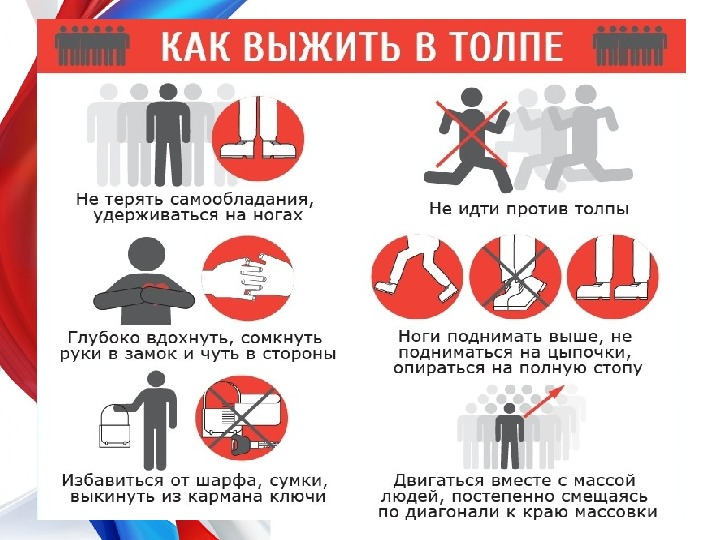 КАК ВЫЖИТЬ В ТОЛПЕ
Не терять самообладания,
удерживаться на ногах
Не идти против толпы
Глубоко вдохнуть, сомкнуть
руки в замок и чуть в стороны
Ноги поднимать выше, не
подниматься на цыпочки,
опираться на полную стопу
Избавиться от шарфа, сумки,
выкинуть из кармана ключи
Двигаться вместе с массой
людей, постепенно смещаясь
по диагонали к краю массовки